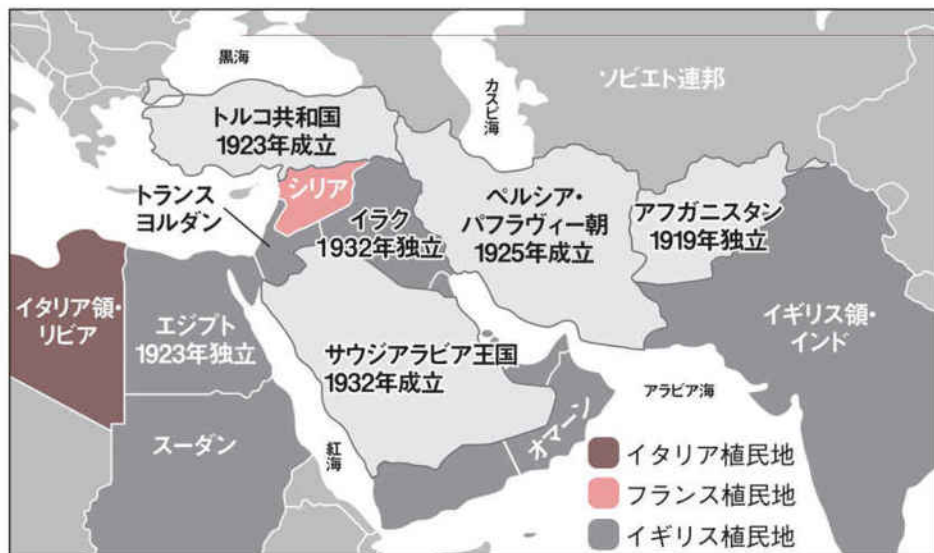 黒海
カスピ海
ソビエト連邦
トルコ共和国
1923年成立
トランス
ヨルダン
シリア
イラク
1932年独立
ペルシア・
パフラヴィー朝
1925年成立
アフガニスタン
1919年独立
イタリア領・
リビア
エジプト
1923年独立
サウジアラビア王国
1932年成立
イギリス領・
インド
アラビア海
スーダン
紅海
オマーン
イタリア植民地
フランス植民地
イギリス植民地